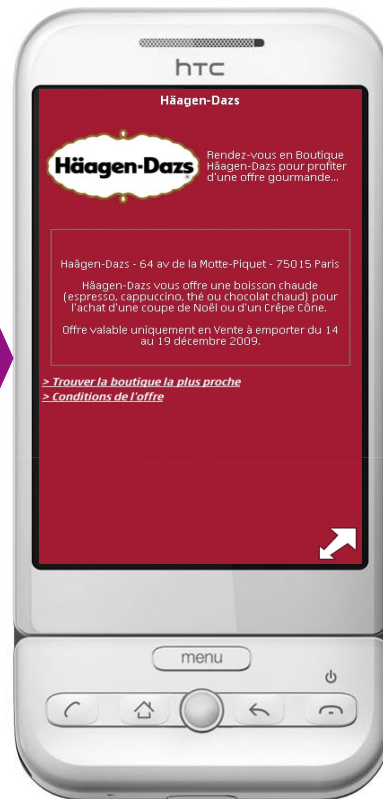 hTC
Häagen-Dazs
Häagen-Dazs
Rendez-vous en Boutique
Häagen-Dazs pour profiter
d'une offre gourmande...
Haägen-Dazs - 64 av de la Motte-Piquet - 75015 Paris
Häagen-Dazs vous offre une boisson chaude
(espresso, cappuccino, thé ou chocolat chaud) pour
l'achat d'une coupe de Noël ou d'un Crêpe Cône.
Offre valable uniquement en Vente à emporter du 14
au 19 décembre 2009.
> Trouver la boutique la plus proche
> Conditions de l'offre
menu